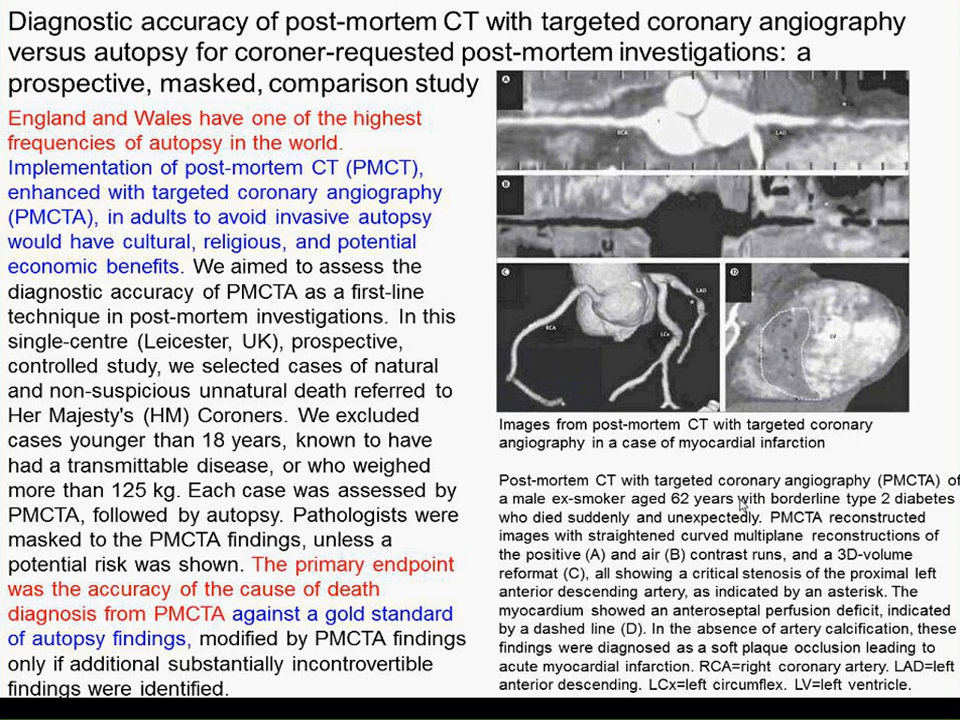 Diagnostic accuracy of post-mortem CT with targeted coronary angiography
versus autopsy for coroner-requested post-mortem investigations: a
prospective, masked, comparison study
England and Wales have one of the highest
frequencies of autopsy in the world.
Implementation of post-mortem CT (PMCT),
enhanced with targeted coronary angiography
(PMCTA), in adults to avoid invasive autopsy
would have cultural, religious, and potential
economic benefits. We aimed to assess the
diagnostic accuracy of PMCTA as a first-line
technique in post-mortem investigations. In this
single-centre (Leicester, UK), prospective,
controlled study, we selected cases of natural
and non-suspicious unnatural death referred to
Her Majesty's (HM) Coroners. We excluded
cases younger than 18 years, known to have
had a transmittable disease, or who weighed
more than 125 kg. Each case was assessed by
PMCTA, followed by autopsy. Pathologists were
masked to the PMCTA findings, unless a
potential risk was shown. The primary endpoint
was the accuracy of the cause of death
diagnosis from PMCTA against a gold standard
of autopsy findings, modified by PMCTA findings
only if additional substantially incontrovertible
findings were identified.
A
RCA
LAD
B
C
RCA
LAD
LCx
D
LV
Images from post-mortem CT with targeted coronary
angiography in a case of myocardial infarction
Post-mortem CT with targeted coronary angiography (PMCTA) of
a male ex-smoker aged 62 years with borderline type 2 diabetes
who died suddenly and unexpectedly. PMCTA reconstructed
images with straightened curved multiplane reconstructions of
the positive (A) and air (B) contrast runs, and a 3D-volume
reformat (C), all showing a critical stenosis of the proximal left
anterior descending artery, as indicated by an asterisk. The
myocardium showed an anteroseptal perfusion deficit, indicated
by a dashed line (D). In the absence of artery calcification, these
findings were diagnosed as a soft plaque occlusion leading to
acute myocardial infarction. RCA=right coronary artery. LAD=left
anterior descending. LCx=left circumflex. LV=left ventricle.